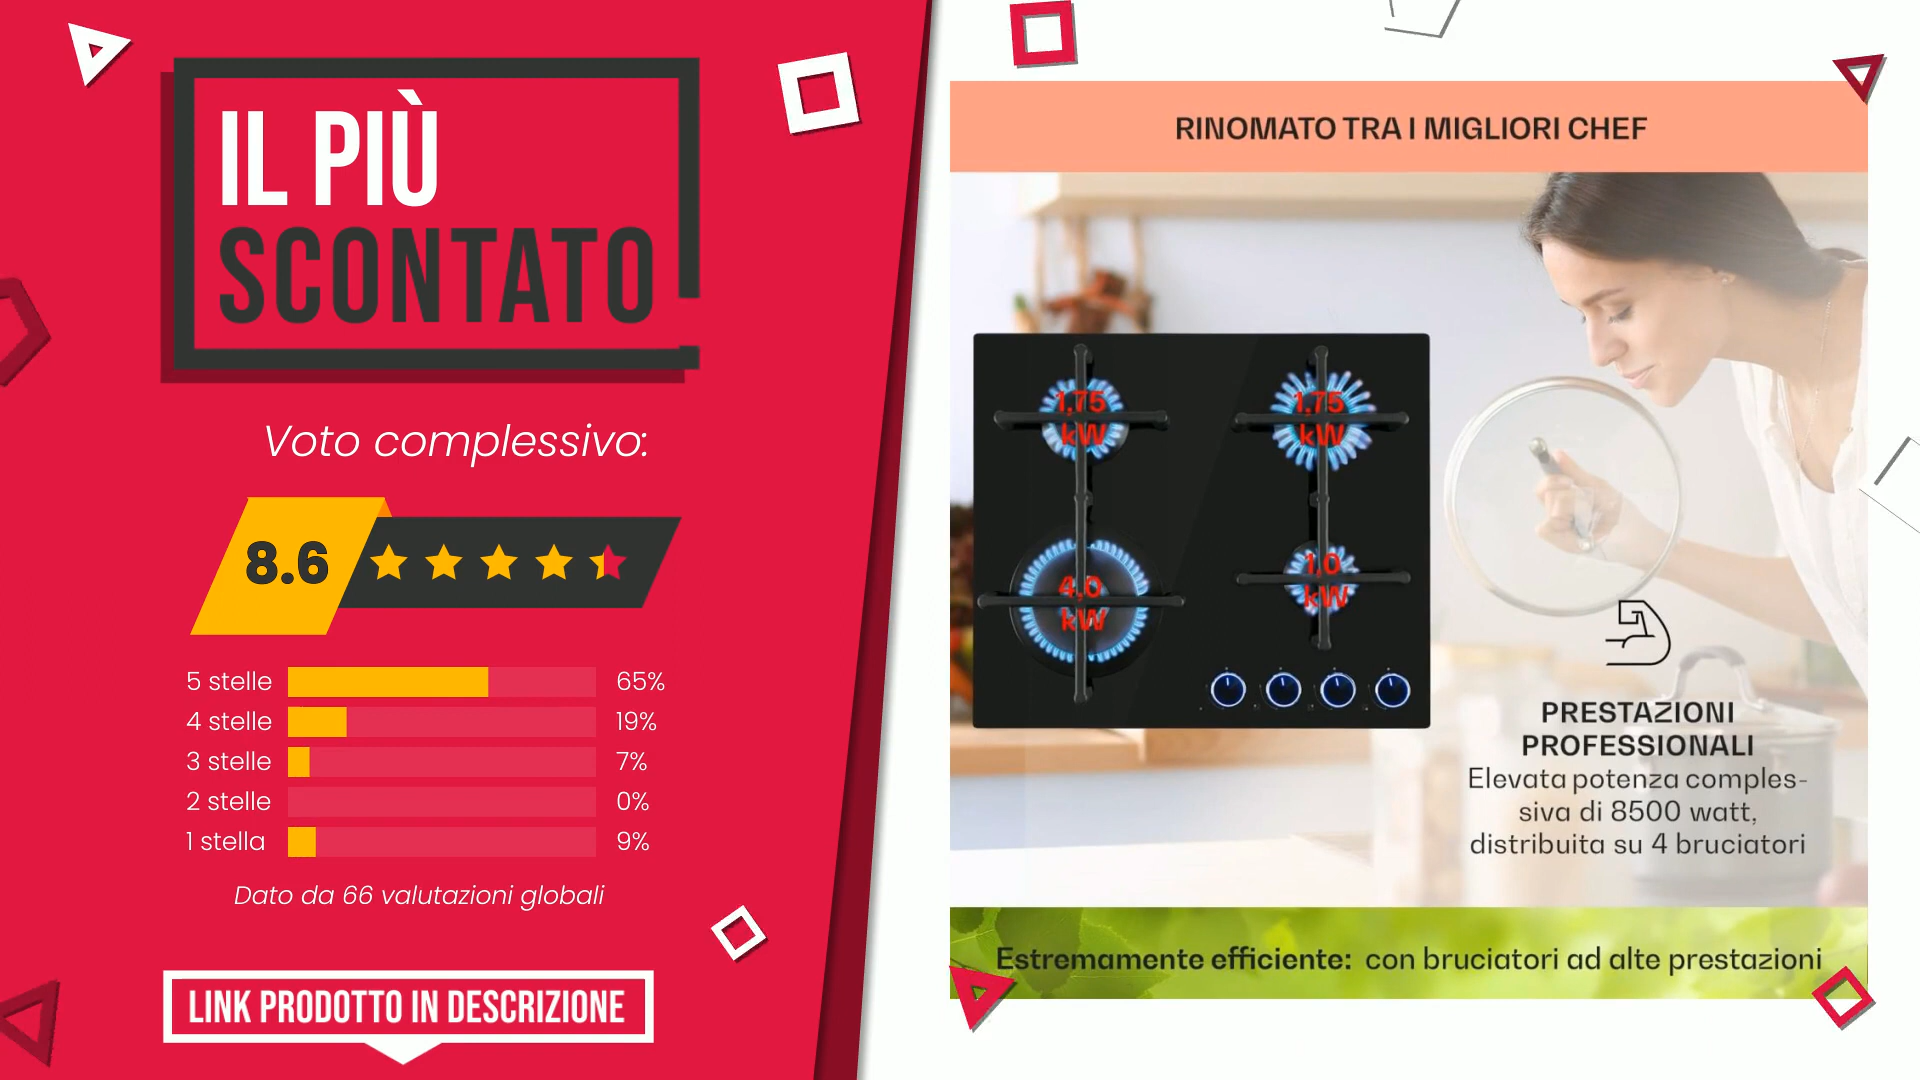 IL PIÙ
SCONTATO
Voto complessivo:
8.6
5 stelle 65%
4 stelle 19%
3 stelle 7%
2 stelle 0%
1 stella 9%
Dato da 66 valutazioni globali
LINK PRODOTTO IN DESCRIZIONE
RINOMATO TRA I MIGLIORI CHEF
1,75
kW
1,75
kW
4,0
kW
1,0
kW
PRESTAZIONI
PROFESSIONALI
Elevata potenza comples-
siva di 8500 watt,
distribuita su 4 bruciatori
Estremamente efficiente: con bruciatori ad alte prestazioni